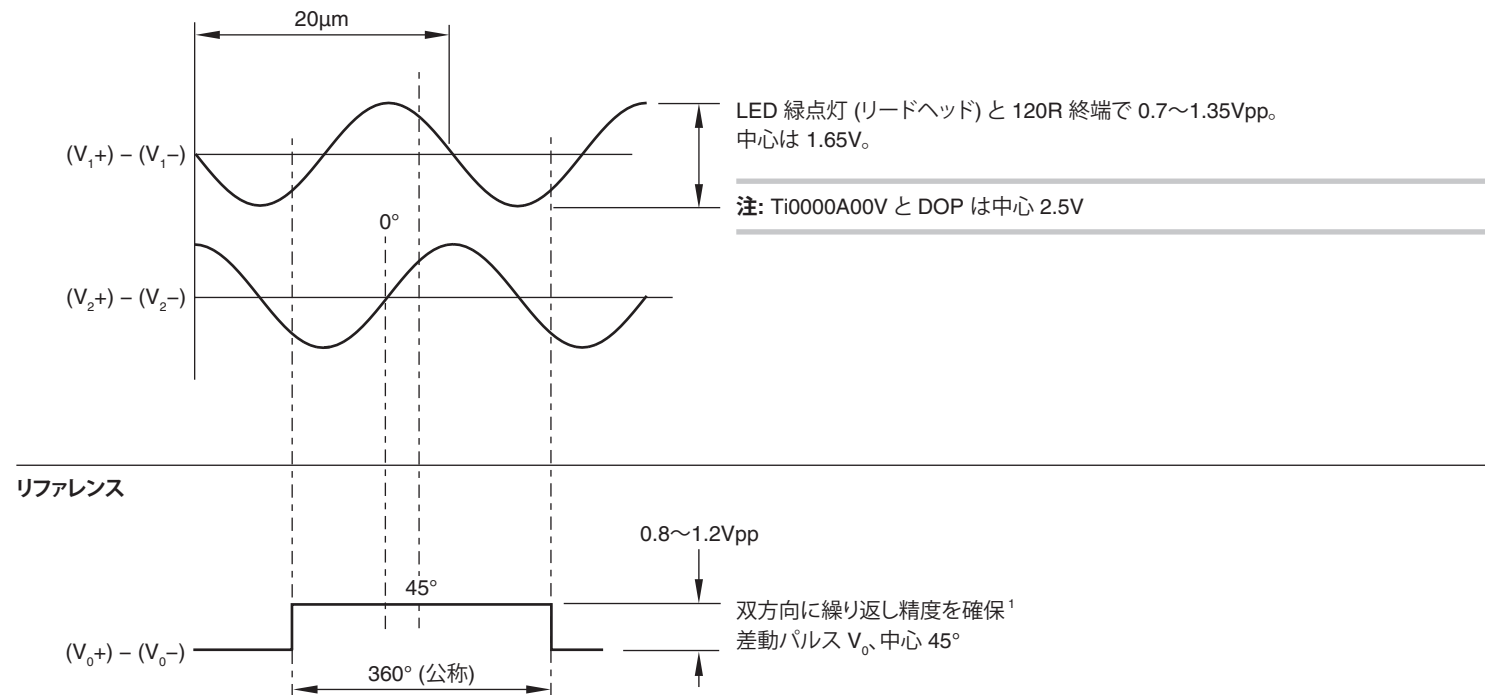 20µm
LED 緑点灯 (リードヘッド) と 120R 終端で 0.7～1.35Vpp。
中心は 1.65V。
(V₁+) − (V₁−)
注: Ti0000A00V と DOP は中心 2.5V
0°
(V₂+) − (V₂−)
リファレンス
0.8～1.2Vpp
45°
双方向に繰り返し精度を確保¹
差動パルス V₀、中心 45°
(V₀+) − (V₀−)
360° (公称)